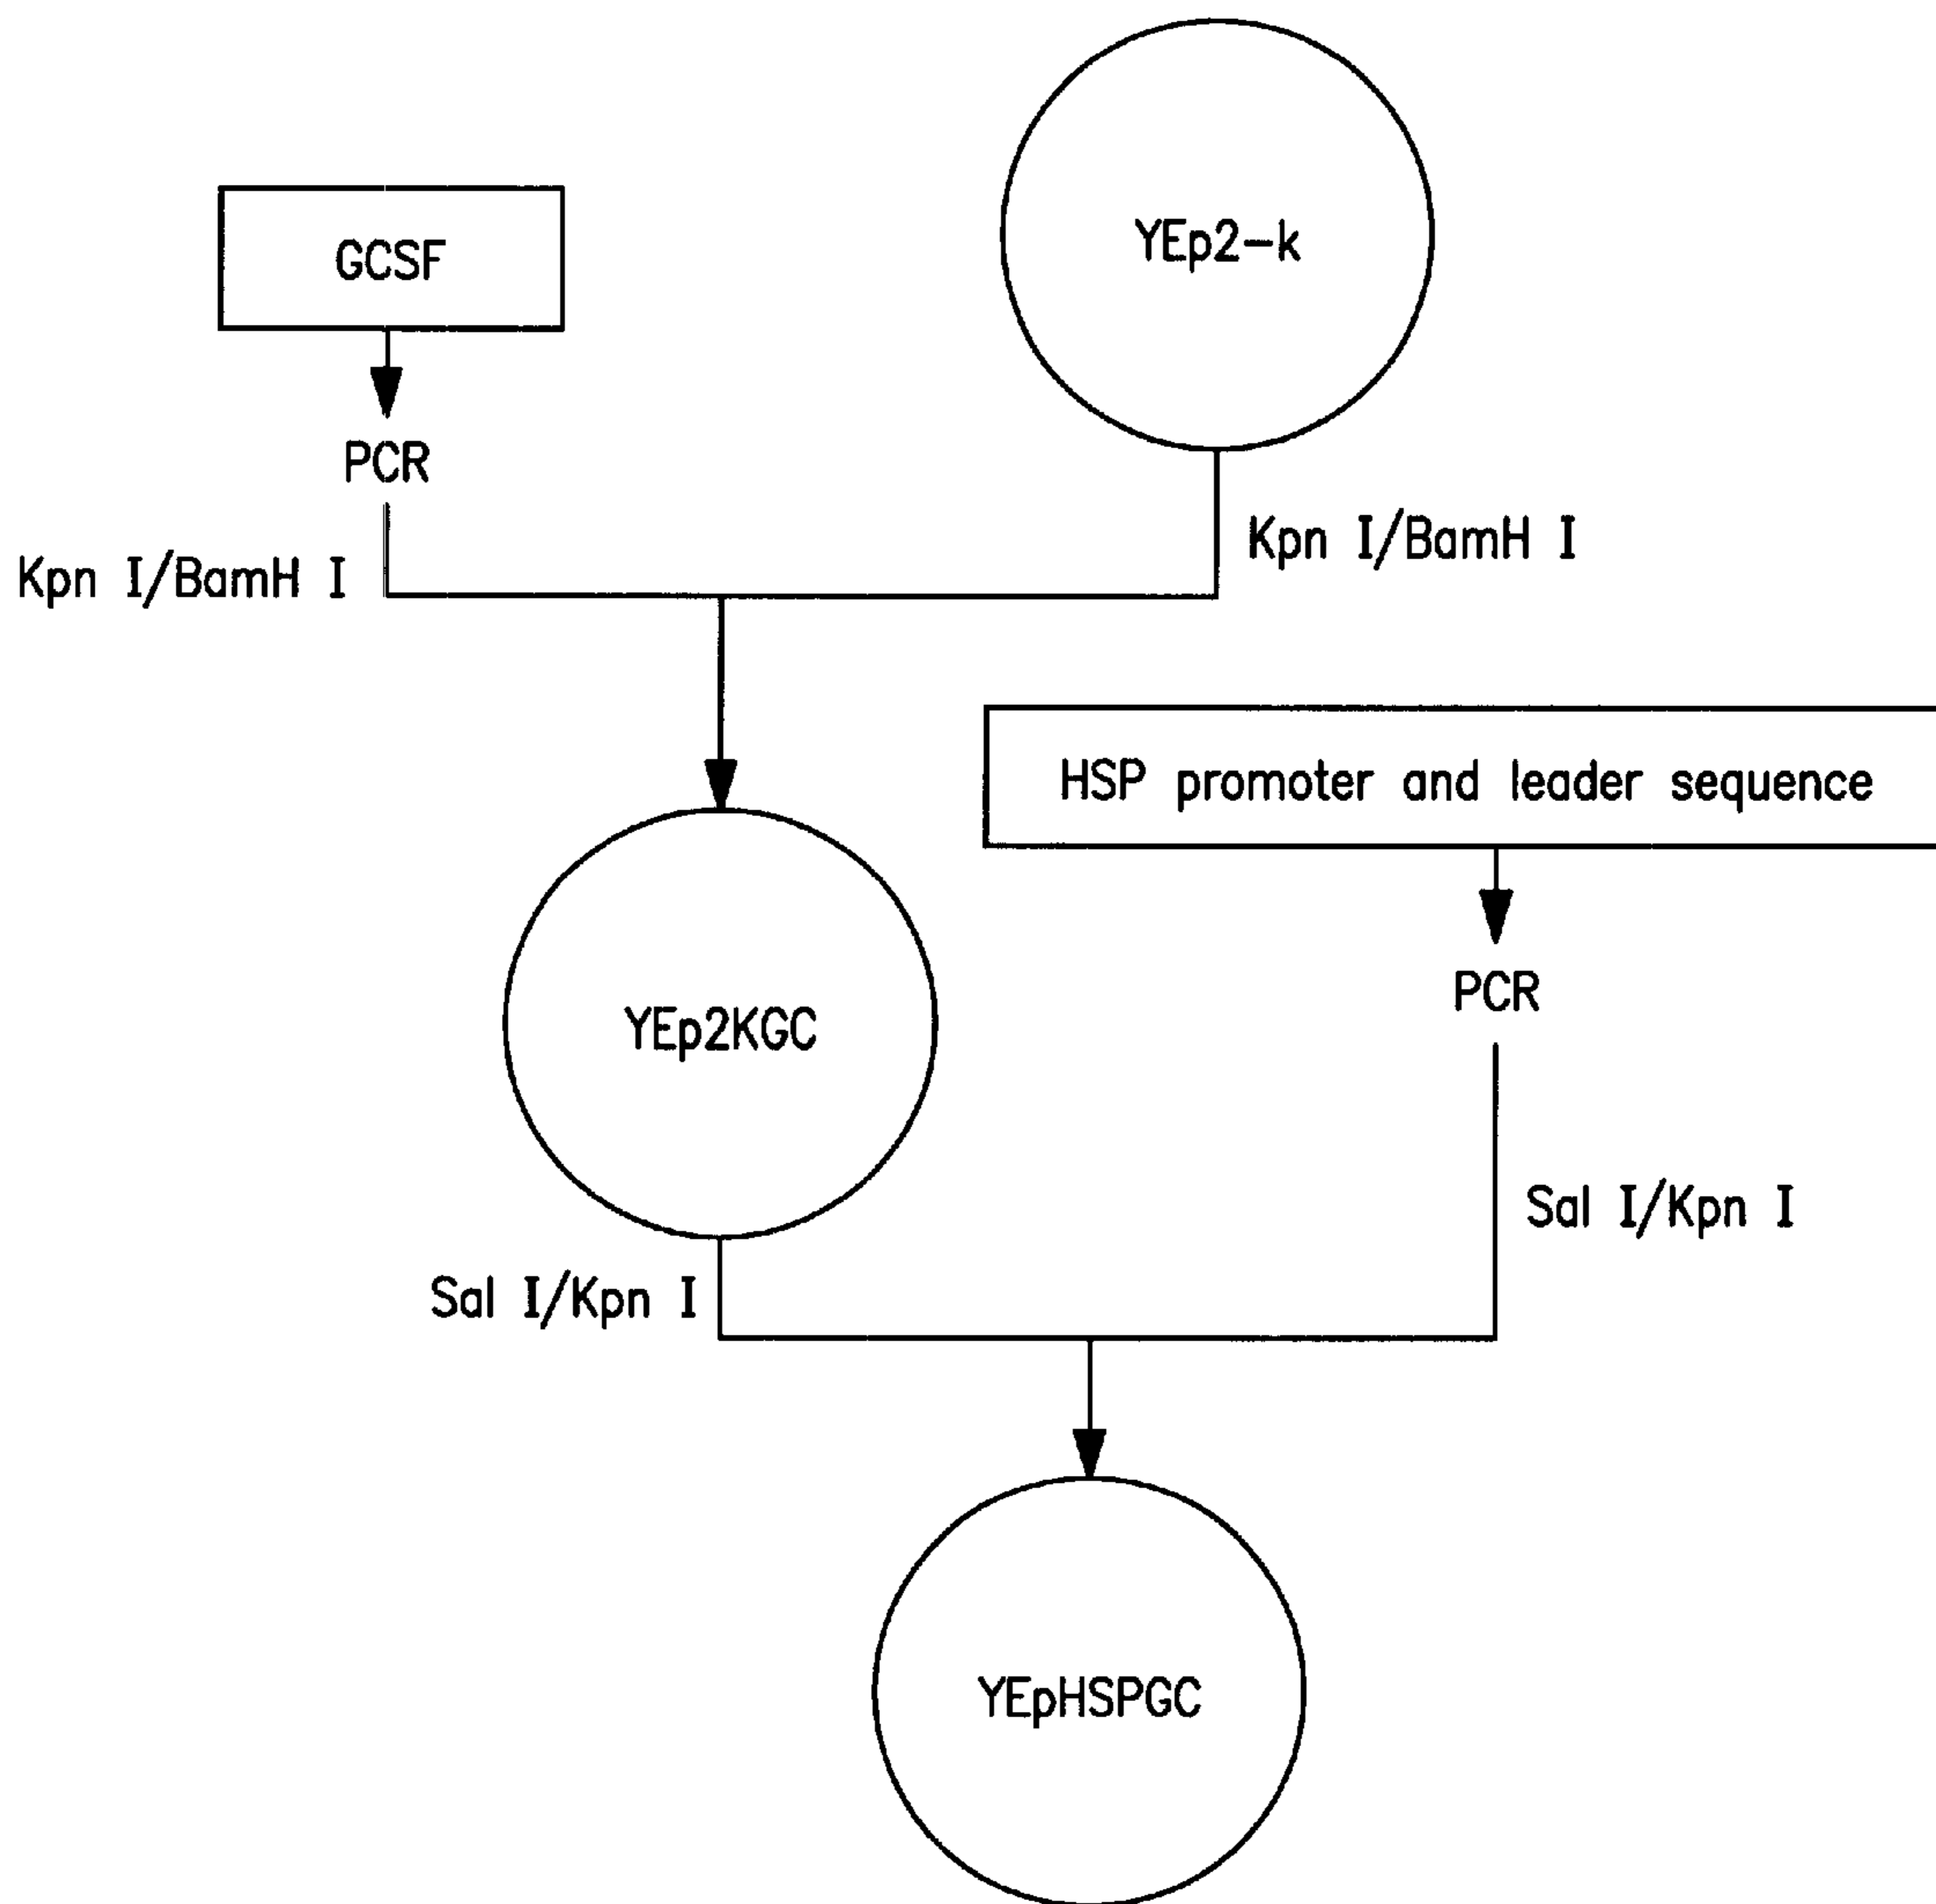 YEp2-k
GCSF
PCR
Kpn I/BamH I
Kpn I/BamH I
HSP promoter and leader sequence
YEp2KGC
PCR
Sal I/Kpn I
Sal I/Kpn I
YEpHSPGC